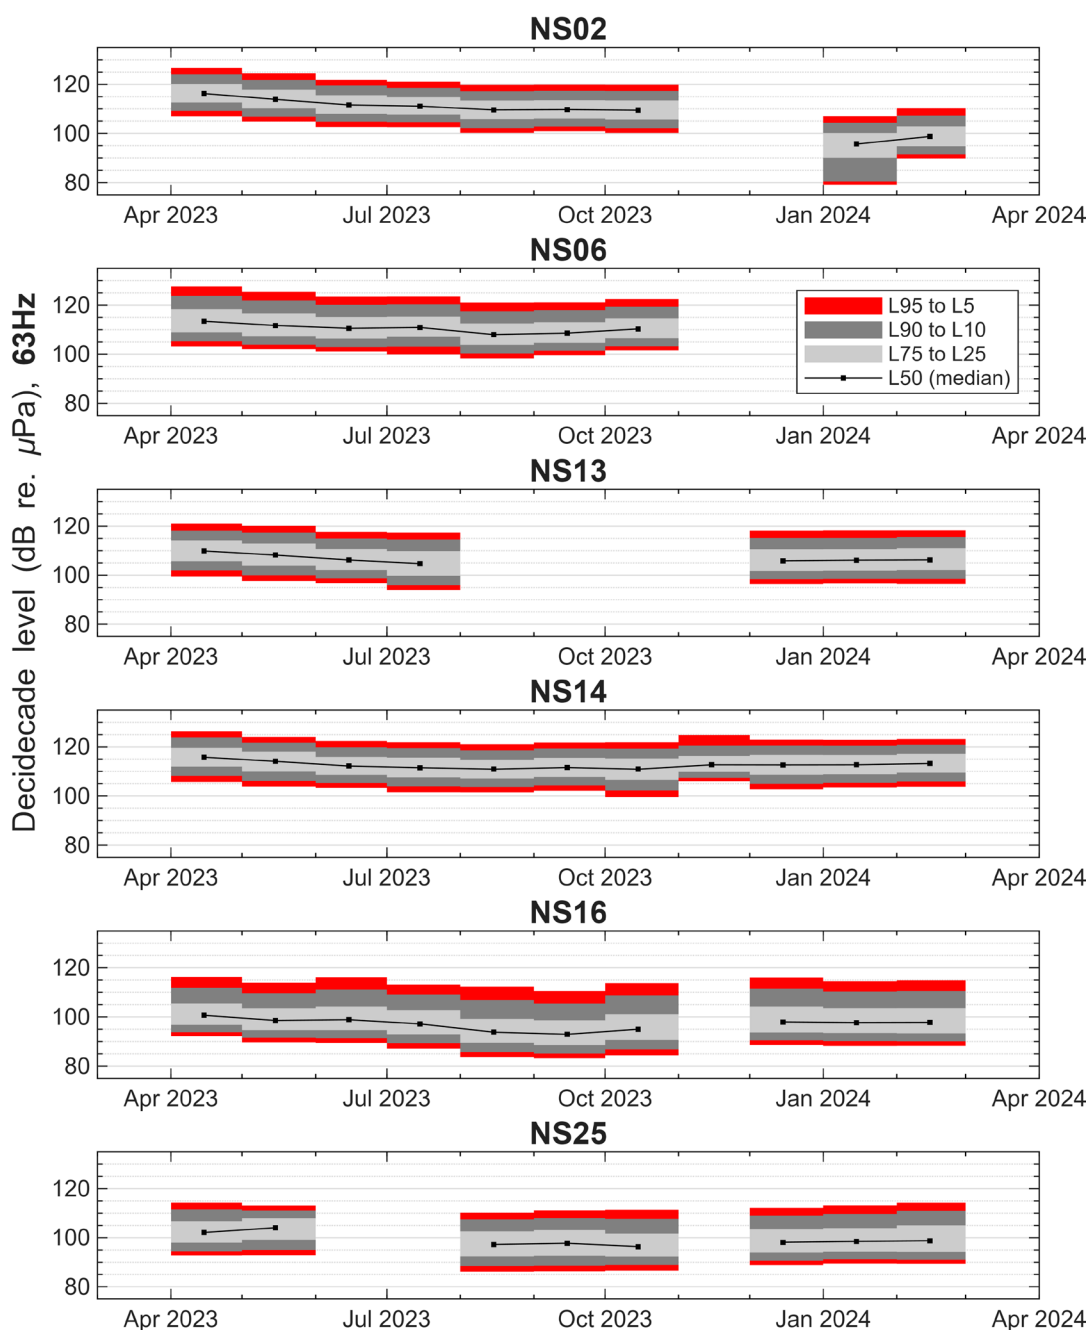 NS02
120
100
80
Apr 2023 Jul 2023 Oct 2023 Jan 2024 Apr 2024
NS06
120
100
80
L95 to L5
L90 to L10
L75 to L25
L50 (median)
Apr 2023 Jul 2023 Oct 2023 Jan 2024 Apr 2024
NS13
120
100
80
Apr 2023 Jul 2023 Oct 2023 Jan 2024 Apr 2024
Decidecade level (dB re. µPa), 63Hz
NS14
120
100
80
Apr 2023 Jul 2023 Oct 2023 Jan 2024 Apr 2024
NS16
120
100
80
Apr 2023 Jul 2023 Oct 2023 Jan 2024 Apr 2024
NS25
120
100
80
Apr 2023 Jul 2023 Oct 2023 Jan 2024 Apr 2024